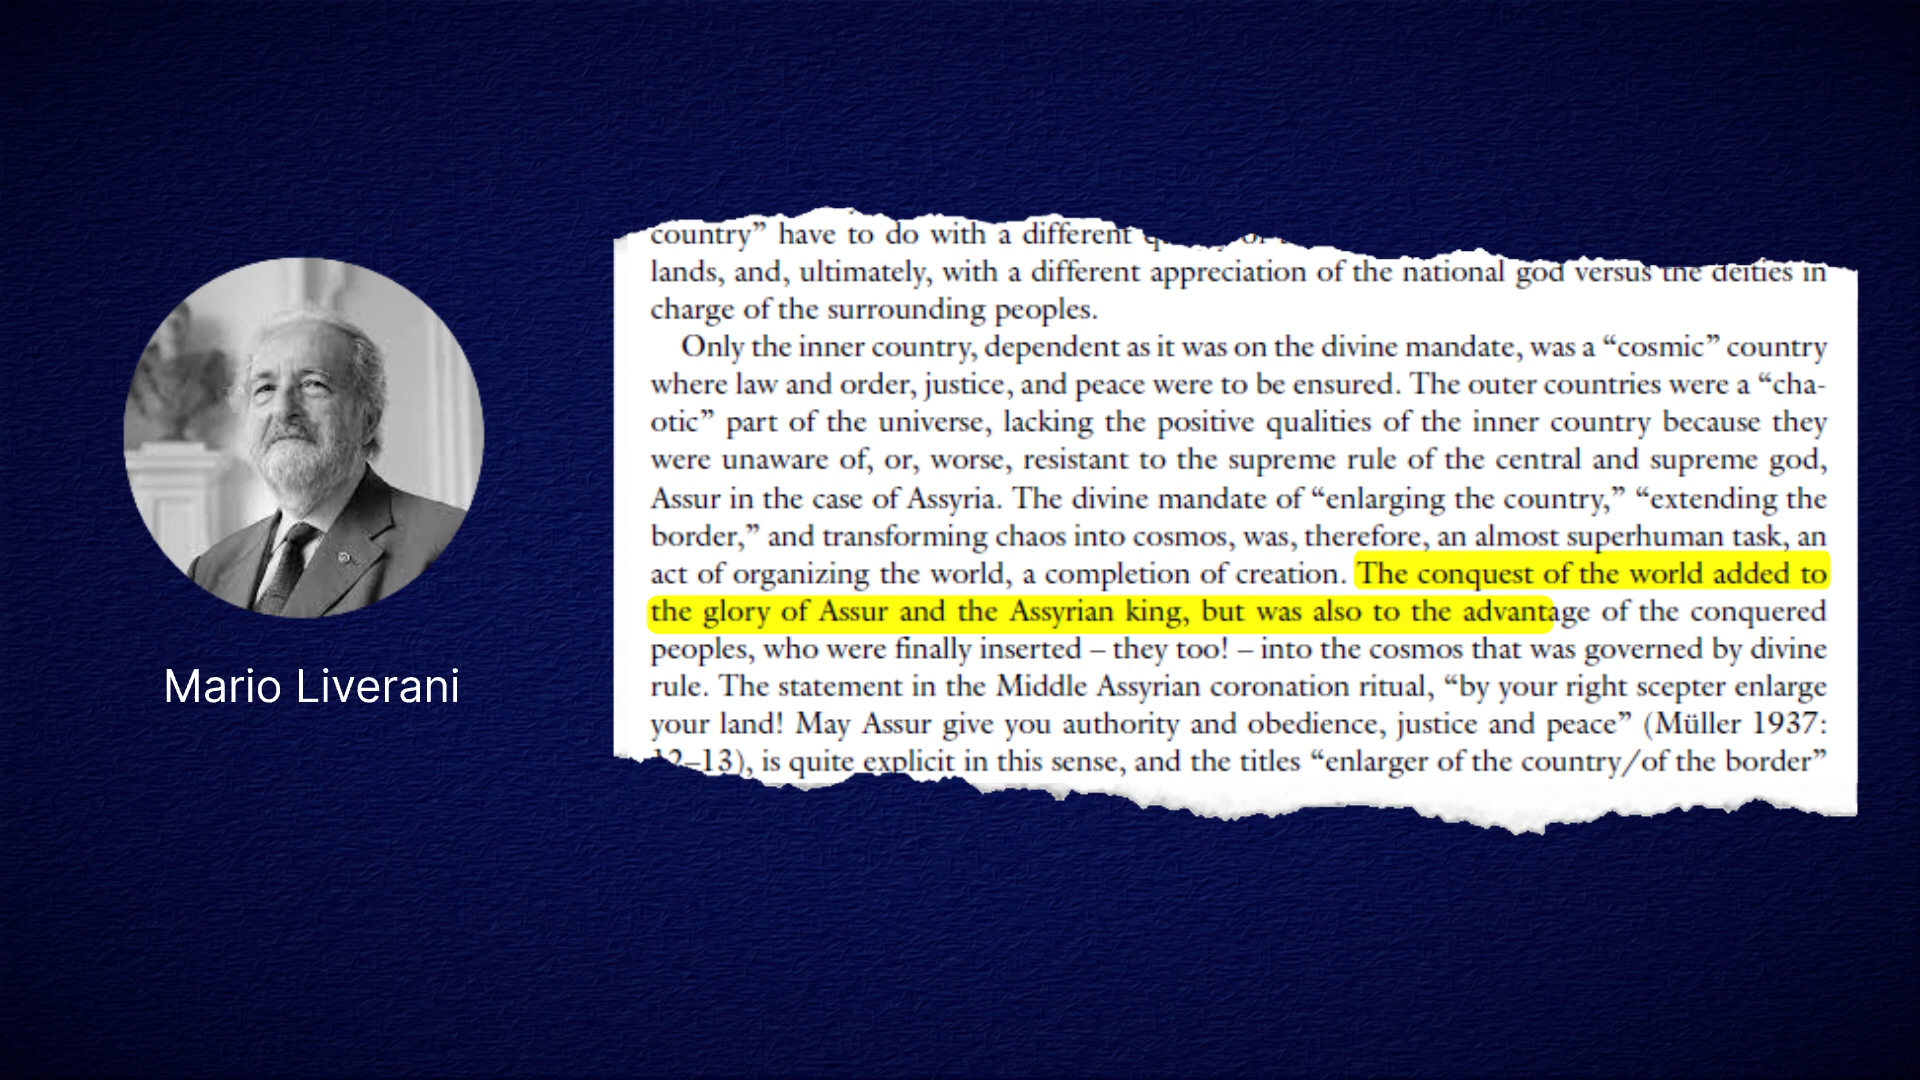 Mario Liverani
country” have to do with a different
lands, and, ultimately, with a different appreciation of the national god versus the deities in
charge of the surrounding peoples.
Only the inner country, dependent as it was on the divine mandate, was a “cosmic” country
where law and order, justice, and peace were to be ensured. The outer countries were a “cha-
otic” part of the universe, lacking the positive qualities of the inner country because they
were unaware of, or, worse, resistant to the supreme rule of the central and supreme god,
Assur in the case of Assyria. The divine mandate of “enlarging the country,” “extending the
border,” and transforming chaos into cosmos, was, therefore, an almost superhuman task, an
act of organizing the world, a completion of creation. The conquest of the world added to
the glory of Assur and the Assyrian king, but was also to the advantage of the conquered
peoples, who were finally inserted – they too! – into the cosmos that was governed by divine
rule. The statement in the Middle Assyrian coronation ritual, “by your right scepter enlarge
your land! May Assur give you authority and obedience, justice and peace” (Müller 1937:
12–13), is quite explicit in this sense, and the titles “enlarger of the country/of the border”